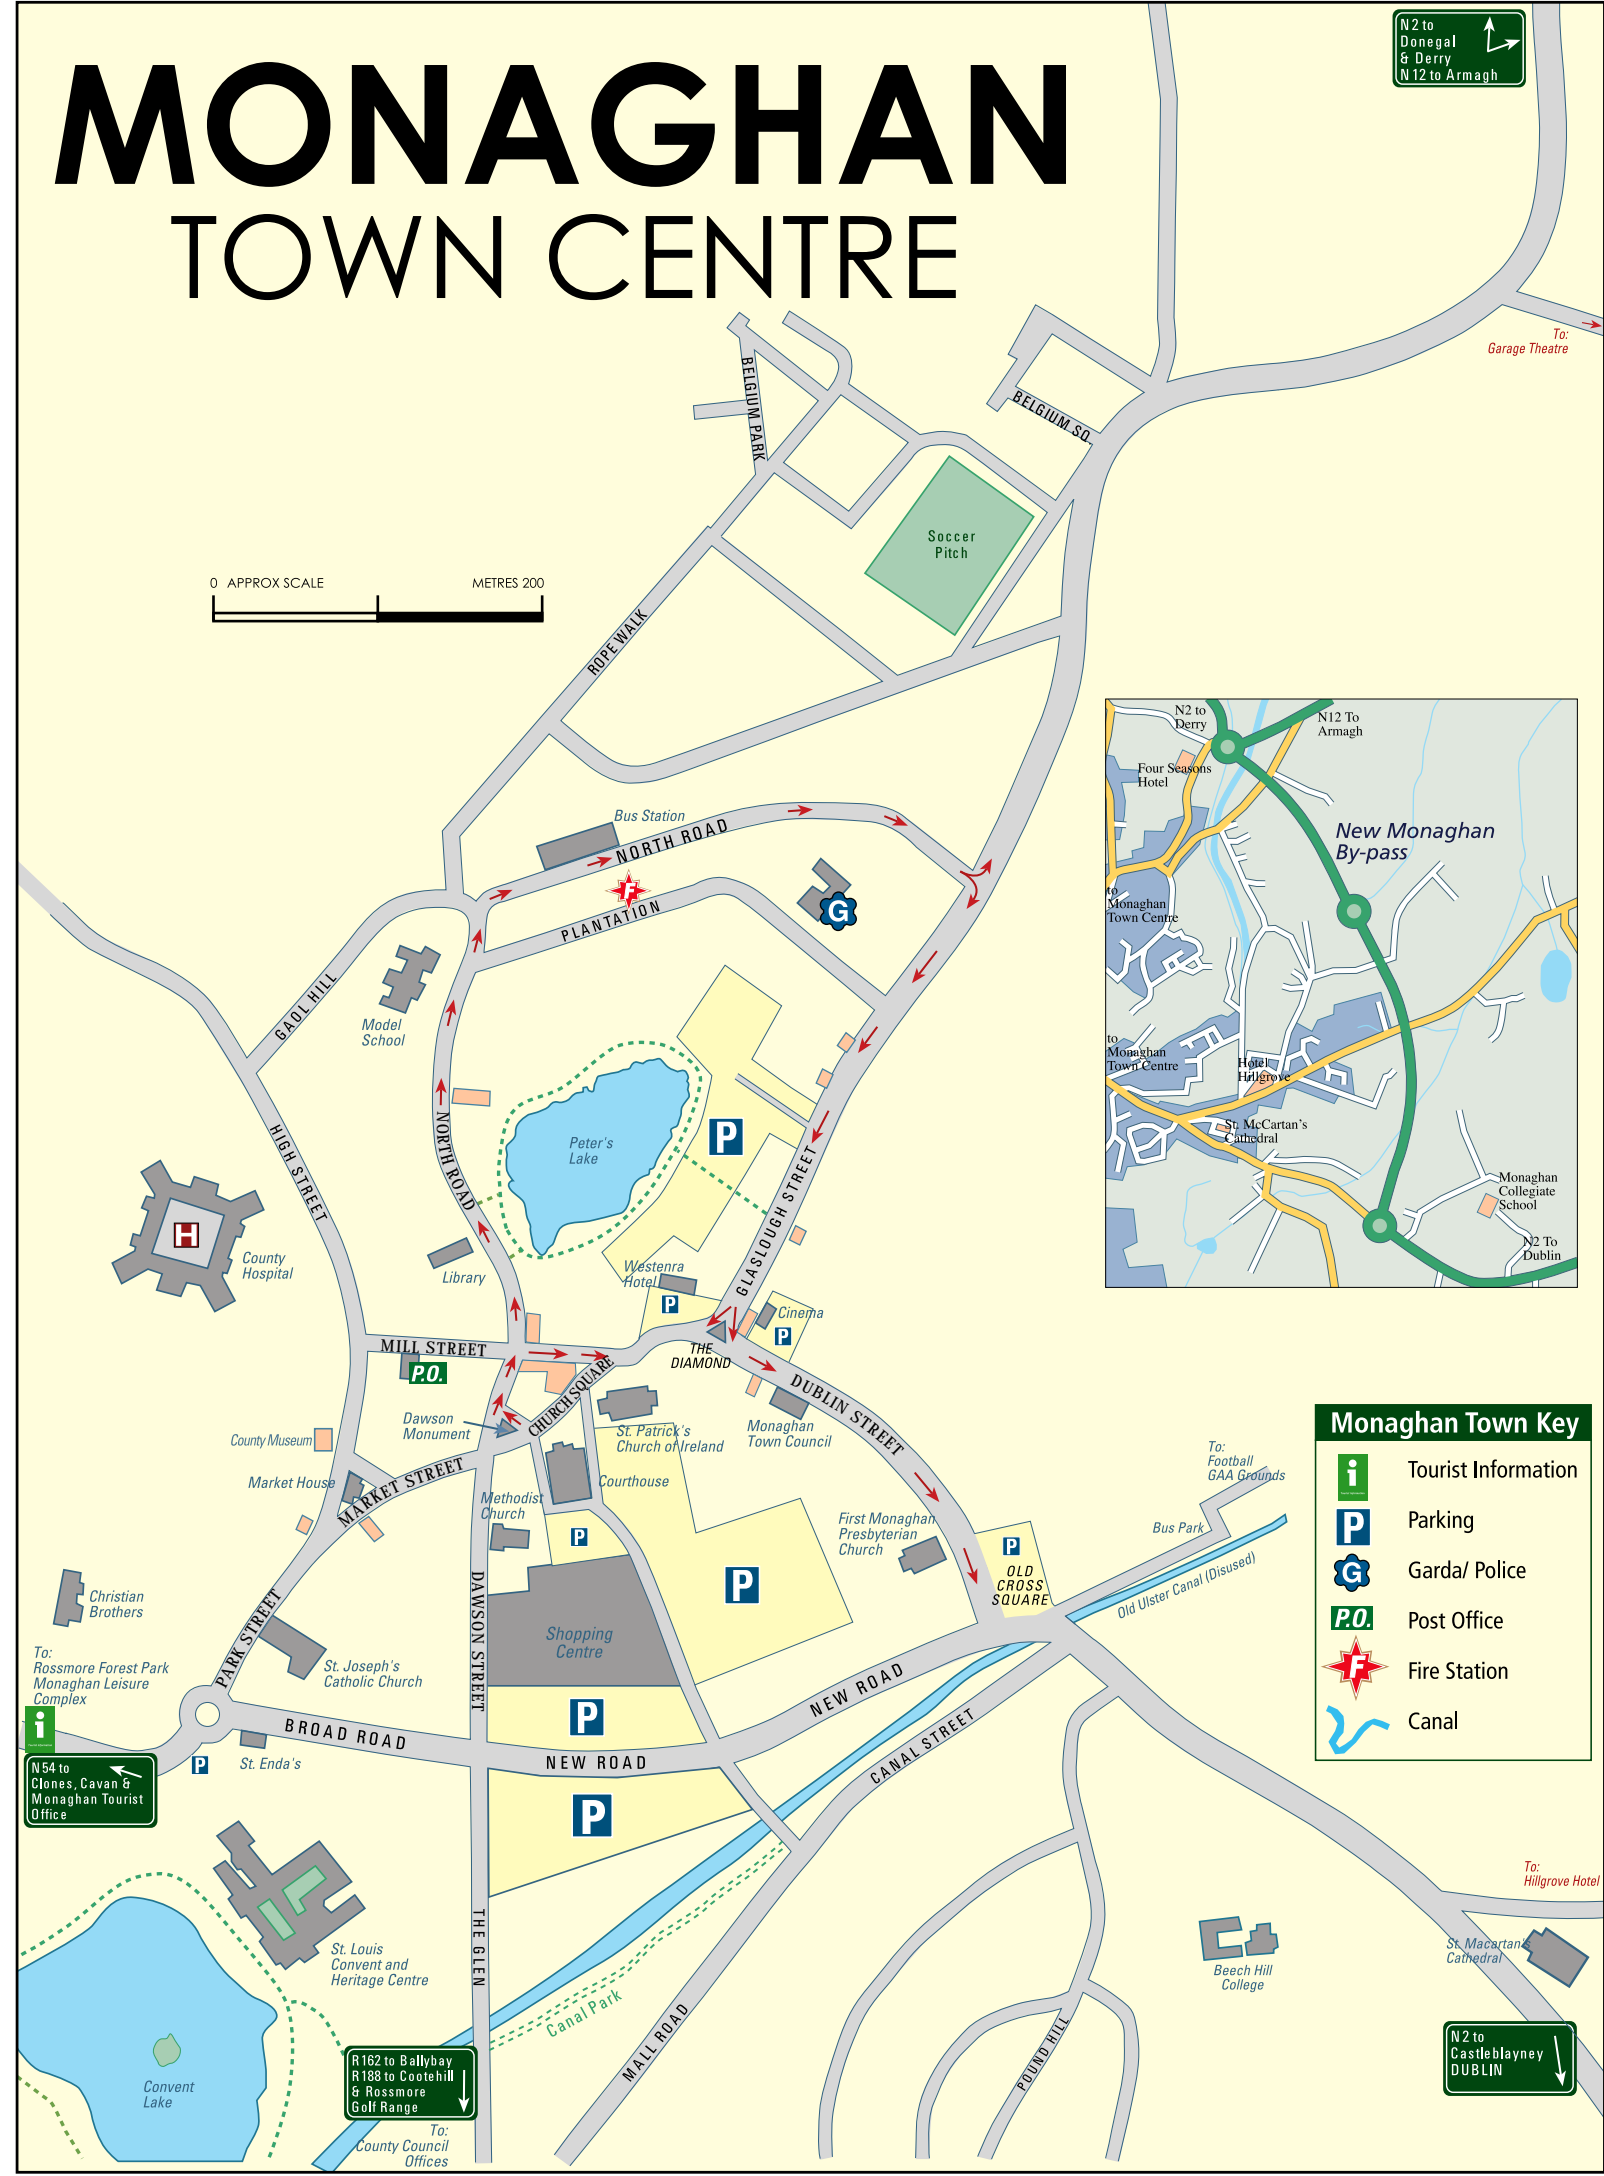 MONAGHAN
TOWN CENTRE
N2 to
Donegal
& Derry
N12 to Armagh
To:
Garage Theatre
BELGIUM PARK
BELGIUM SQ.
Soccer
Pitch
0 APPROX SCALE METRES 200
ROPE WALK
N2 to
Derry
N12 To
Armagh
Four Seasons
Hotel
New Monaghan
By-pass
to
Monaghan
Town Centre
to
Monaghan
Town Centre
Hotel
Hillgrove
St. McCartan's
Cathedral
Monaghan
Collegiate
School
N2 To
Dublin
Bus Station
NORTH ROAD
F
PLANTATION
G
GAOL HILL
Model
School
NORTH ROAD
HIGH STREET
Peter's
Lake
P
GLASLOUGH STREET
H
County
Hospital
Library
Westenra
Hotel
P
Cinema
P
THE
DIAMOND
MILL STREET
P.O.
CHURCH SQUARE
DUBLIN STREET
Dawson
Monument
St. Patrick's
Church of Ireland
Monaghan
Town Council
County Museum
Market House
MARKET STREET
Courthouse
Methodist
Church
P
P
First Monaghan
Presbyterian
Church
P
OLD
CROSS
SQUARE
To:
Football
GAA Grounds
Bus Park
Old Ulster Canal (Disused)
Monaghan Town Key
i
Tourist Information
P
Parking
G
Garda/ Police
P.O.
Post Office
F
Fire Station
Canal
Christian
Brothers
PARK STREET
DAWSON STREET
Shopping
Centre
St. Joseph's
Catholic Church
To:
Rossmore Forest Park
Monaghan Leisure
Complex
i
BROAD ROAD
P
NEW ROAD
NEW ROAD
CANAL STREET
P
St. Enda's
N54 to
Clones, Cavan &
Monaghan Tourist
Office
P
THE GLEN
St. Louis
Convent and
Heritage Centre
Canal Park
MALL ROAD
POUND HILL
Beech Hill
College
To:
Hillgrove Hotel
St. Macartan's
Cathedral
N2 to
Castleblayney
DUBLIN
Convent
Lake
R162 to Ballybay
R188 to Cootehill
& Rossmore
Golf Range
To:
County Council
Offices